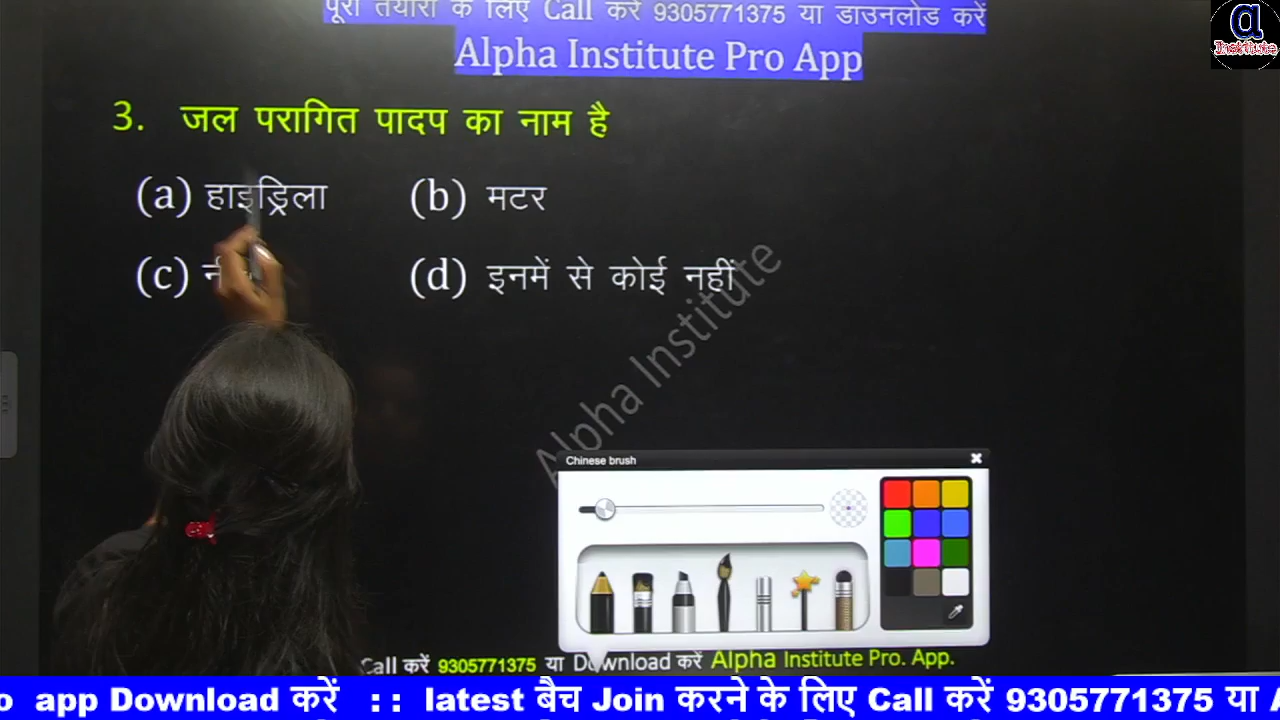 पूरी तैयारी के लिए Call करें 9305771375 या डाउनलोड करें
Alpha Institute Pro App
α
Institute
3. जल परागित पादप का नाम है
(a) हाइड्रिला (b) मटर
(c) (d) इनमें से कोई नहीं
Alpha Institute
Chinese brush
Call करें 9305771375 या Download करें Alpha Institute Pro. App.
o app Download करें :: latest बैच Join करने के लिए Call करें 9305771375 या A